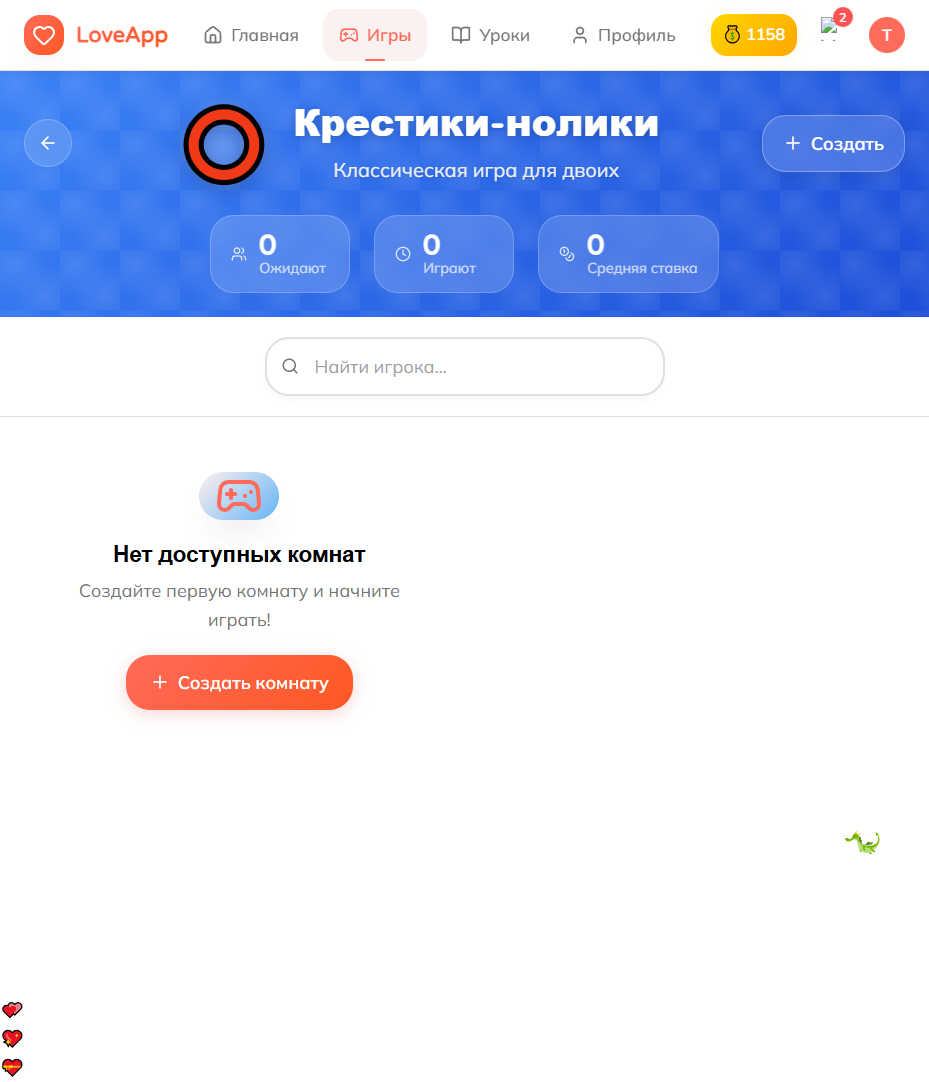 LoveApp
Главная
Игры
Уроки
Профиль
1158
2
T
Крестики-нолики
Классическая игра для двоих
Создать
0
Ожидают
0
Играют
0
Средняя ставка
Найти игрока...
Нет доступных комнат
Создайте первую комнату и начните
играть!
Создать комнату